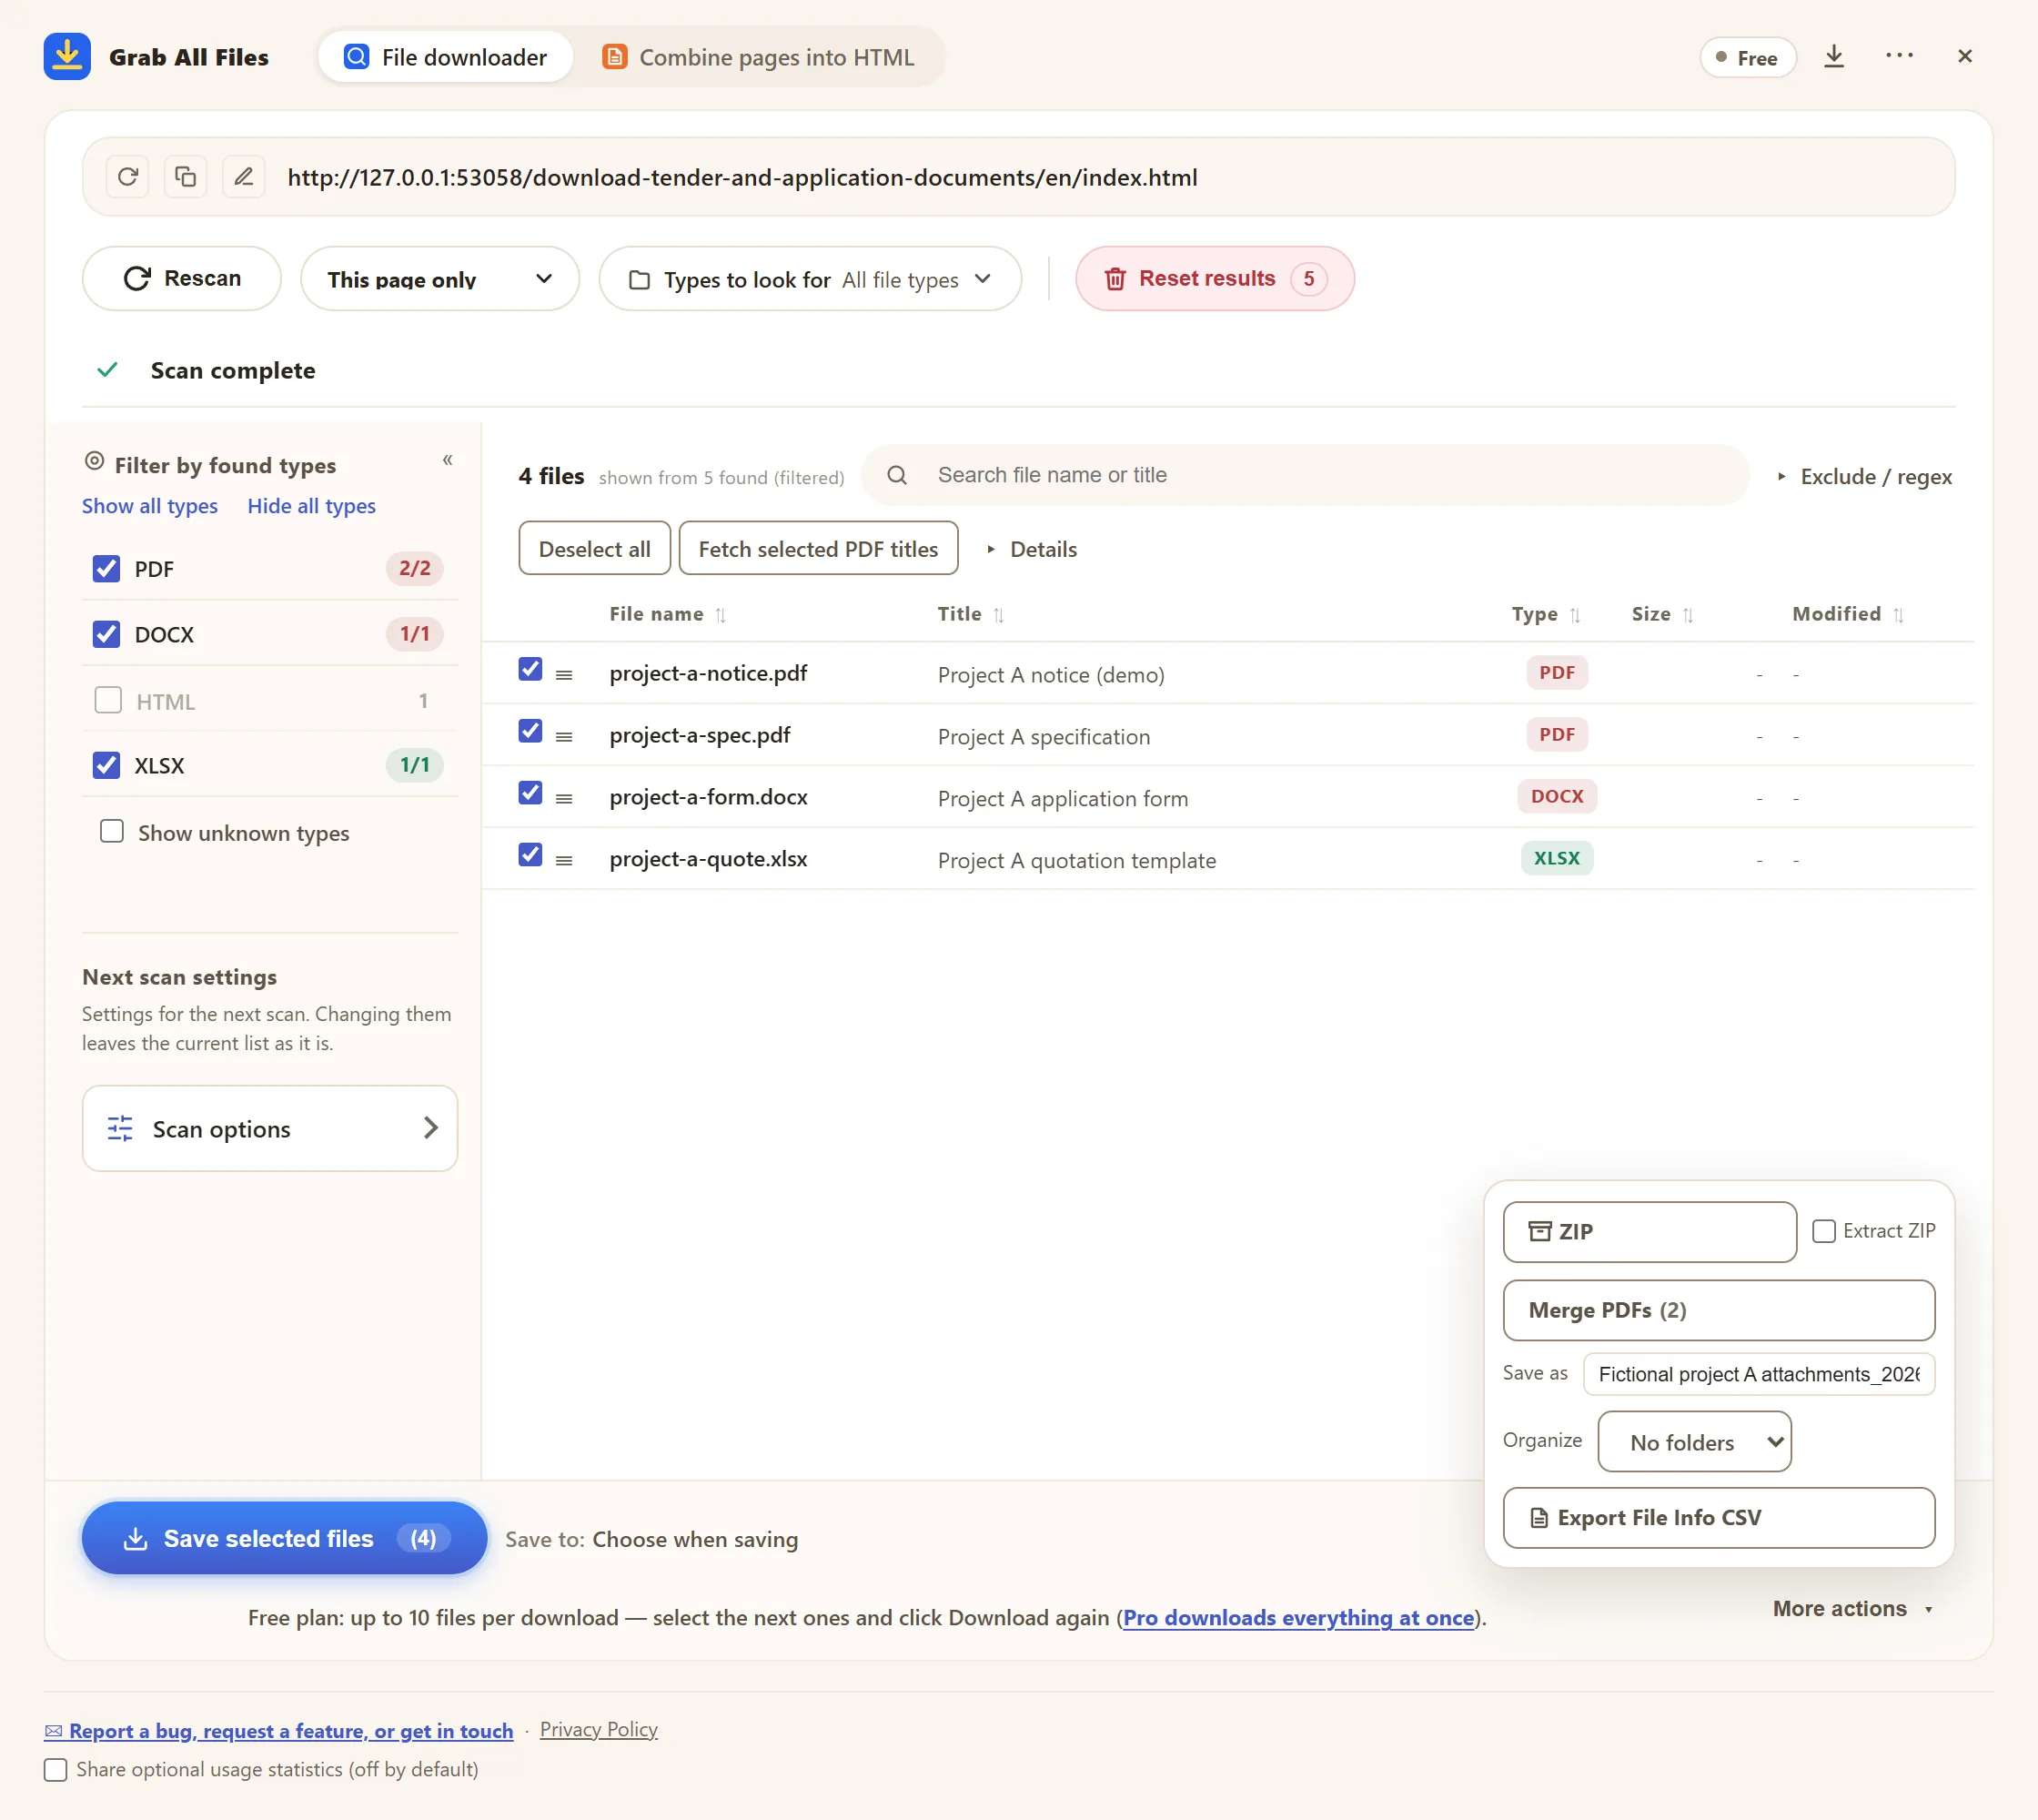 Grab All Files
File downloader
Combine pages into HTML
Free
http://127.0.0.1:53058/download-tender-and-application-documents/en/index.html
Rescan
This page only
Types to look for All file types
Reset results 5
Scan complete
Filter by found types «
Show all types Hide all types
PDF 2/2
DOCX 1/1
HTML 1
XLSX 1/1
Show unknown types
Next scan settings
Settings for the next scan. Changing them
leaves the current list as it is.
Scan options
4 files shown from 5 found (filtered)
Search file name or title
Exclude / regex
Deselect all
Fetch selected PDF titles
Details
File name Title Type Size Modified
project-a-notice.pdf Project A notice (demo) PDF - -
project-a-spec.pdf Project A specification PDF - -
project-a-form.docx Project A application form DOCX - -
project-a-quote.xlsx Project A quotation template XLSX - -
ZIP
Extract ZIP
Merge PDFs (2)
Save as Fictional project A attachments_2026
Organize No folders
Export File Info CSV
Save selected files (4)
Save to: Choose when saving
Free plan: up to 10 files per download — select the next ones and click Download again (Pro downloads everything at once).
More actions
Report a bug, request a feature, or get in touch · Privacy Policy
Share optional usage statistics (off by default)